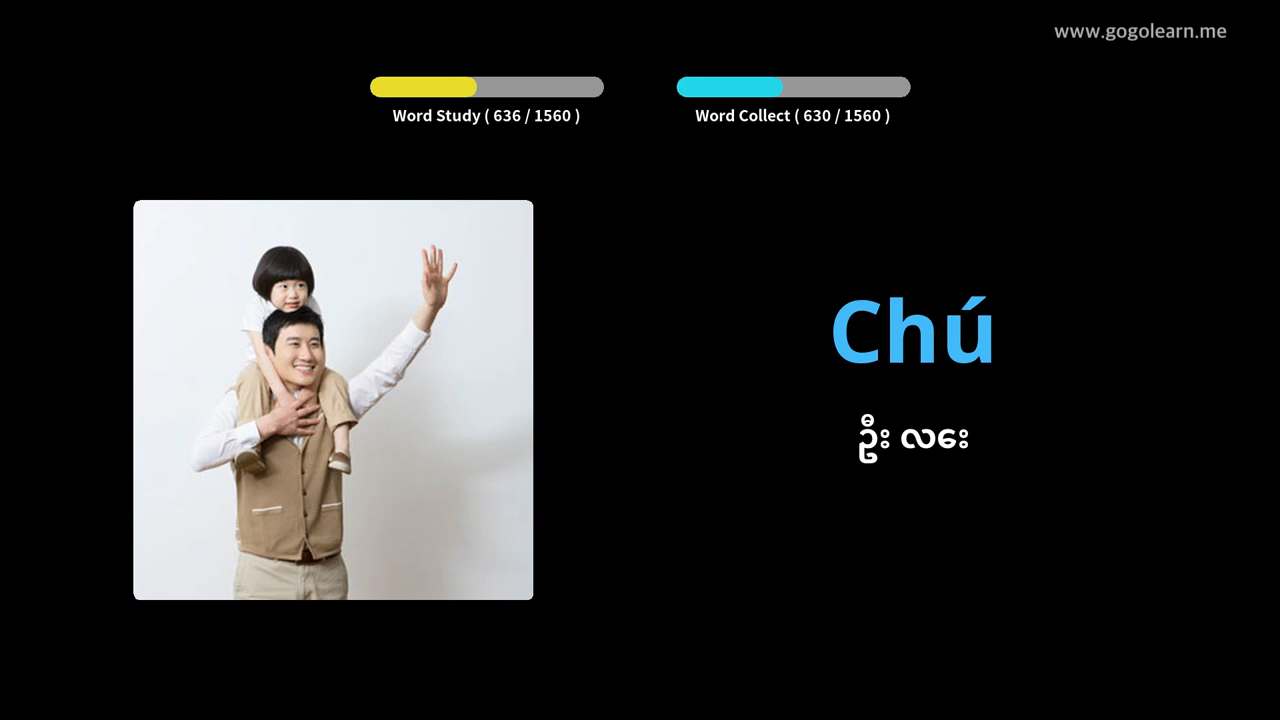 www.gogolearn.me
Word Study ( 636 / 1560 )
Word Collect ( 630 / 1560 )
Chú
ဦး လေး